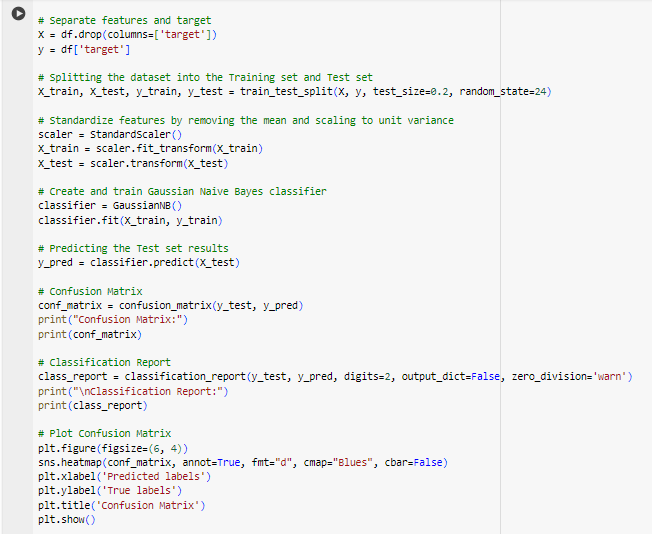 # Separate features and target
X = df.drop(columns=['target'])
y = df['target']
# Splitting the dataset into the Training set and Test set
X_train, X_test, y_train, y_test = train_test_split(X, y, test_size=0.2, random_state=24)
# Standardize features by removing the mean and scaling to unit variance
scaler = StandardScaler()
X_train = scaler.fit_transform(X_train)
X_test = scaler.transform(X_test)
# Create and train Gaussian Naive Bayes classifier
classifier = GaussianNB()
classifier.fit(X_train, y_train)
# Predicting the Test set results
y_pred = classifier.predict(X_test)
# Confusion Matrix
conf_matrix = confusion_matrix(y_test, y_pred)
print("Confusion Matrix:")
print(conf_matrix)
# Classification Report
class_report = classification_report(y_test, y_pred, digits=2, output_dict=False, zero_division='warn')
print("\nClassification Report:")
print(class_report)
# Plot Confusion Matrix
plt.figure(figsize=(6, 4))
sns.heatmap(conf_matrix, annot=True, fmt="d", cmap="Blues", cbar=False)
plt.xlabel('Predicted labels')
plt.ylabel('True labels')
plt.title('Confusion Matrix')
plt.show()